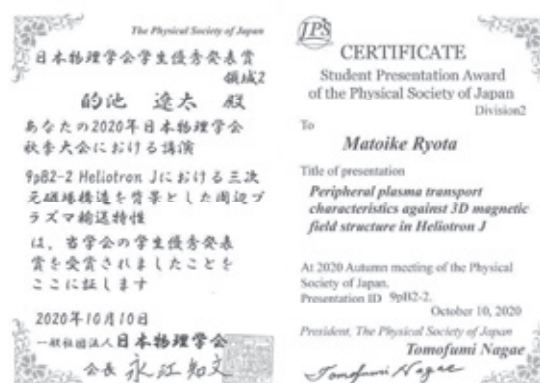 The Physical Society of Japan
日本物理学会学生優秀発表賞
領域2
的池 遼太 殿
あなたの2020年日本物理学会
秋季大会における講演
9pB2-2 Heliotron Jにおける三次
元磁場構造を背景とした周辺プ
ラズマ輸送特性
は、当学会の学生優秀発表
賞を受賞されましたことを
ここに証します
2020年10月10日
一般社団法人日本物理学会
会長 永江知文
JPS
CERTIFICATE
Student Presentation Award
of the Physical Society of Japan
Division2
To
Matoike Ryota
Title of presentation
Peripheral plasma transport
characteristics against 3D magnetic
field structure in Heliotron J
At 2020 Autumn meeting of the Physical
Society of Japan.
Presentation ID 9pB2-2.
October 10, 2020
President, The Physical Society of Japan
Tomofumi Nagae
Tomofumi Nagae